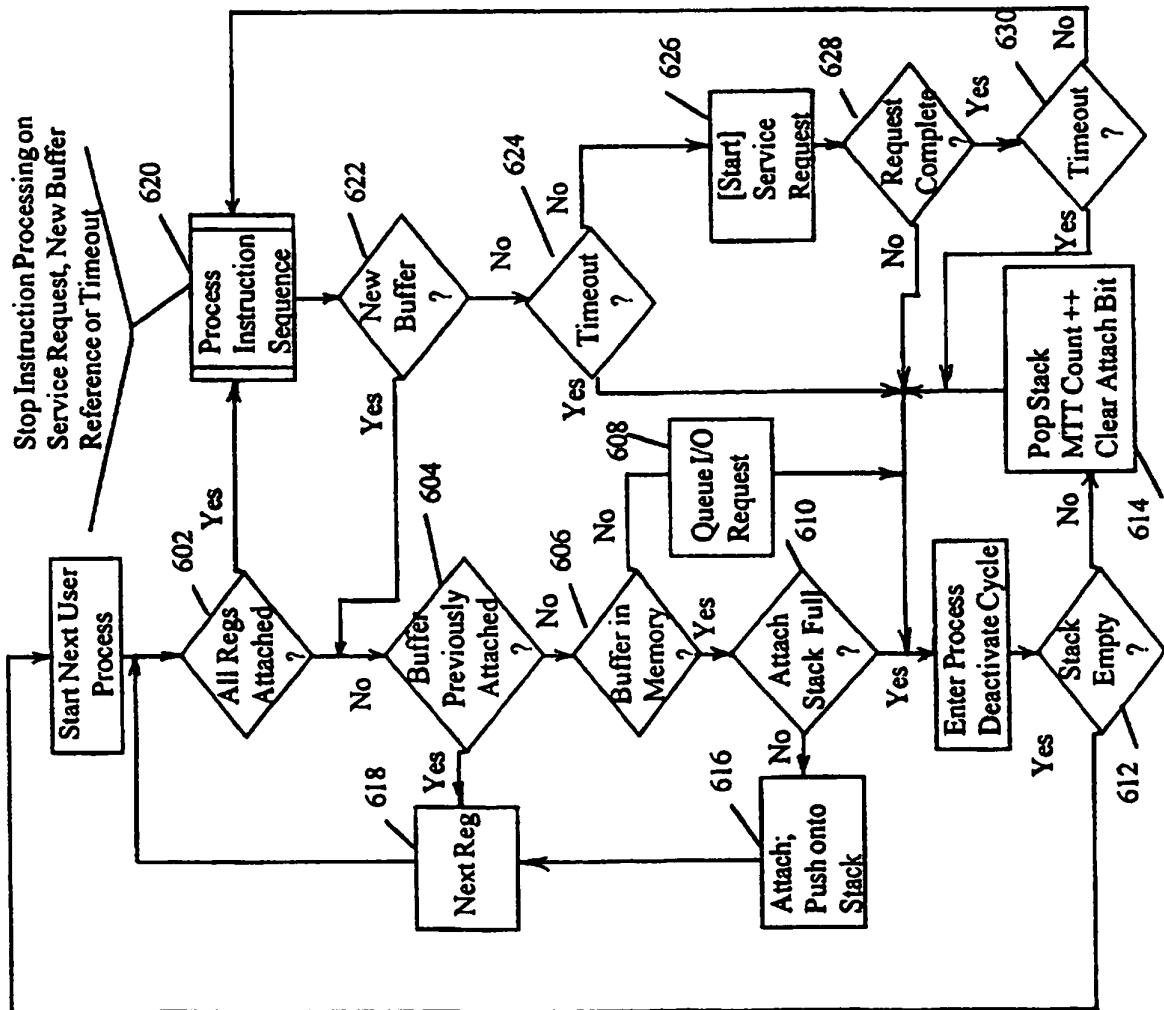 Stop Instruction Processing on
Service Request, New Buffer
Reference or Timeout
Start Next User
Process
602
All Regs
Attached
?
Yes
No
620
Process
Instruction
Sequence
622
New
Buffer
?
Yes
No
604
Buffer
Previously
Attached
?
Yes
No
624
Timeout
?
Yes
No
626
[Start]
Service
Request
628
Request
Complete
?
No
Yes
630
Timeout
?
Yes
No
618
Next Reg
606
Buffer in
Memory
?
No
Yes
608
Queue I/O
Request
610
Attach
Stack Full
?
No
Yes
616
Attach;
Push onto
Stack
Enter Process
Deactivate Cycle
Stack
Empty
?
Yes
No
612
Pop Stack
MTT Count ++
Clear Attach Bit
614